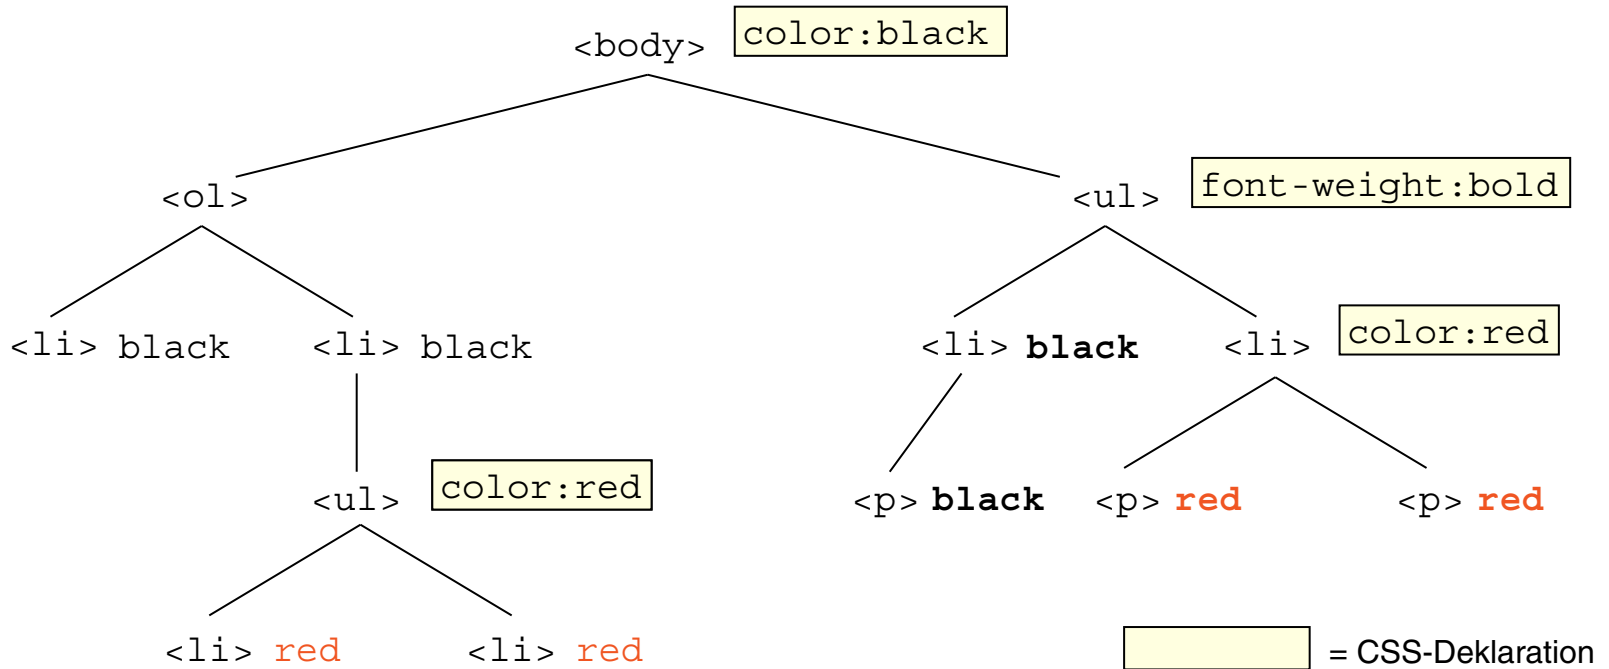 <body> color:black
<ol> <ul> font-weight:bold
<li> black <li> black <li> black <li> color:red
<ul> color:red <p> black <p> red <p> red
<li> red <li> red = CSS-Deklaration